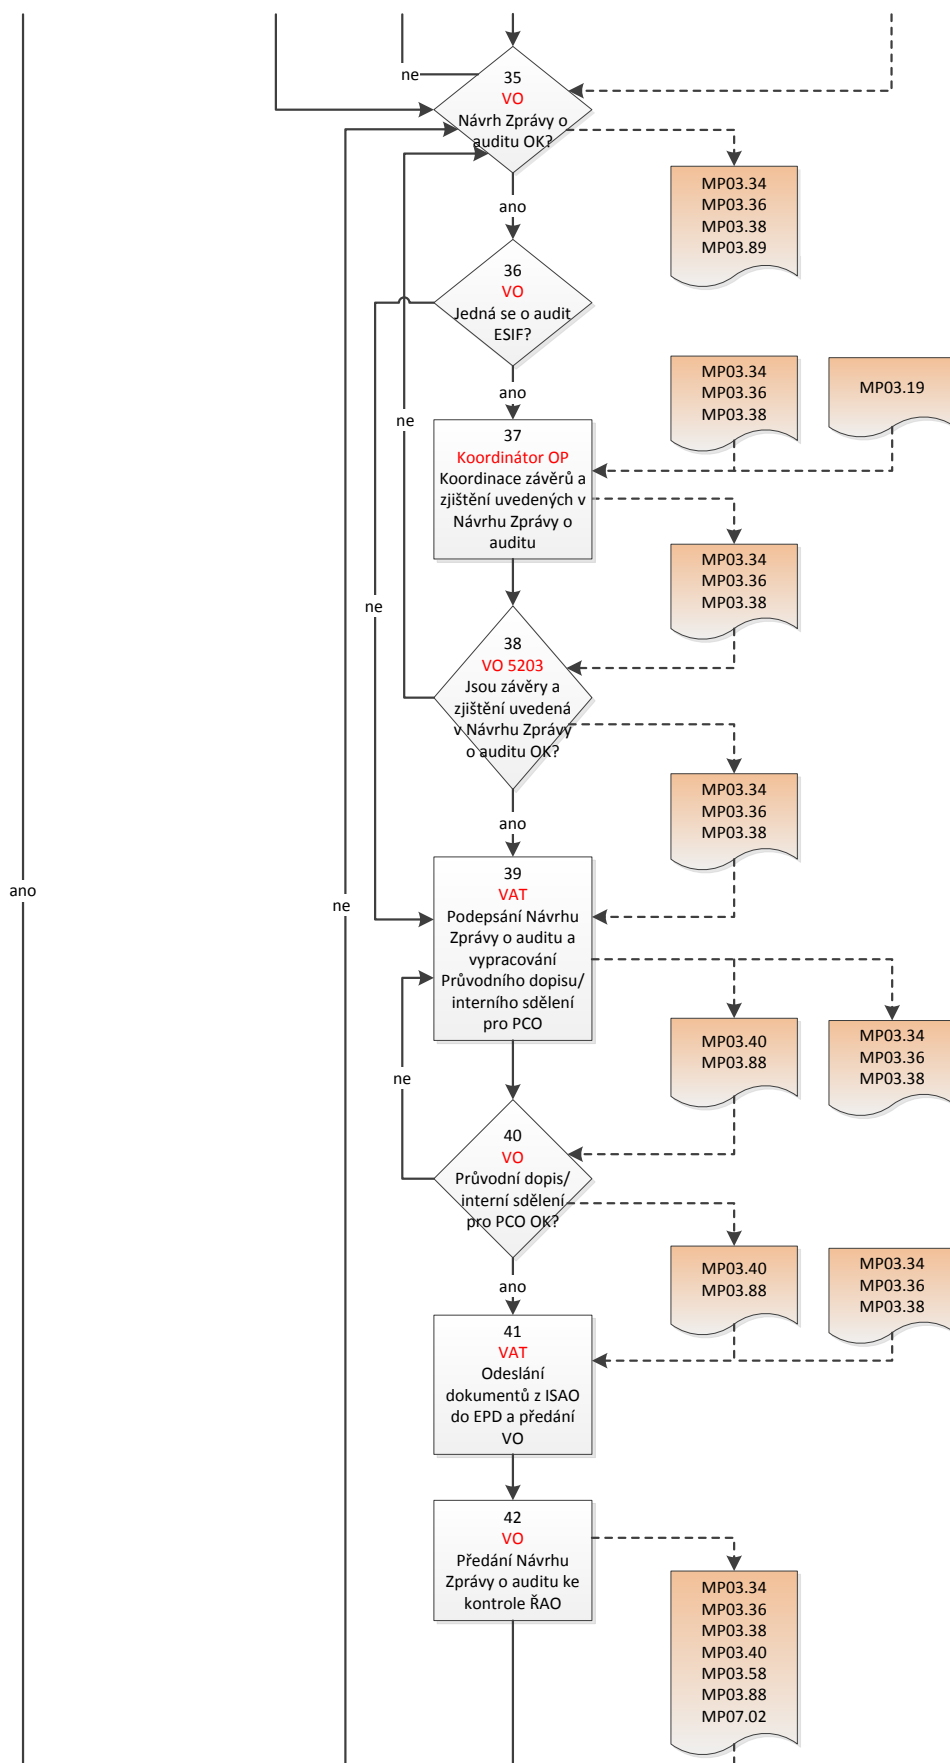 ne
35
VO
Návrh Zprávy o
auditu OK?
MP03.34
MP03.36
MP03.38
MP03.89
ano
36
VO
Jedná se o audit
ESIF?
ano
MP03.34
MP03.36
MP03.38
MP03.19
ne
37
Koordinátor OP
Koordinace závěrů a
zjištění uvedených v
Návrhu Zprávy o
auditu
MP03.34
MP03.36
MP03.38
ne
38
VO 5203
Jsou závěry a
zjištění uvedená
v Návrhu Zprávy
o auditu OK?
MP03.34
MP03.36
MP03.38
ano
ano
ne
39
VAT
Podepsání Návrhu
Zprávy o auditu a
vypracování
Průvodního dopisu/
interního sdělení
pro PCO
MP03.40
MP03.88
MP03.34
MP03.36
MP03.38
ne
40
VO
Průvodní dopis/
interní sdělení
pro PCO OK?
MP03.40
MP03.88
MP03.34
MP03.36
MP03.38
ano
41
VAT
Odeslání
dokumentů z ISAO
do EPD a předání
VO
42
VO
Předání Návrhu
Zprávy o auditu ke
kontrole ŘAO
MP03.34
MP03.36
MP03.38
MP03.40
MP03.58
MP03.88
MP07.02